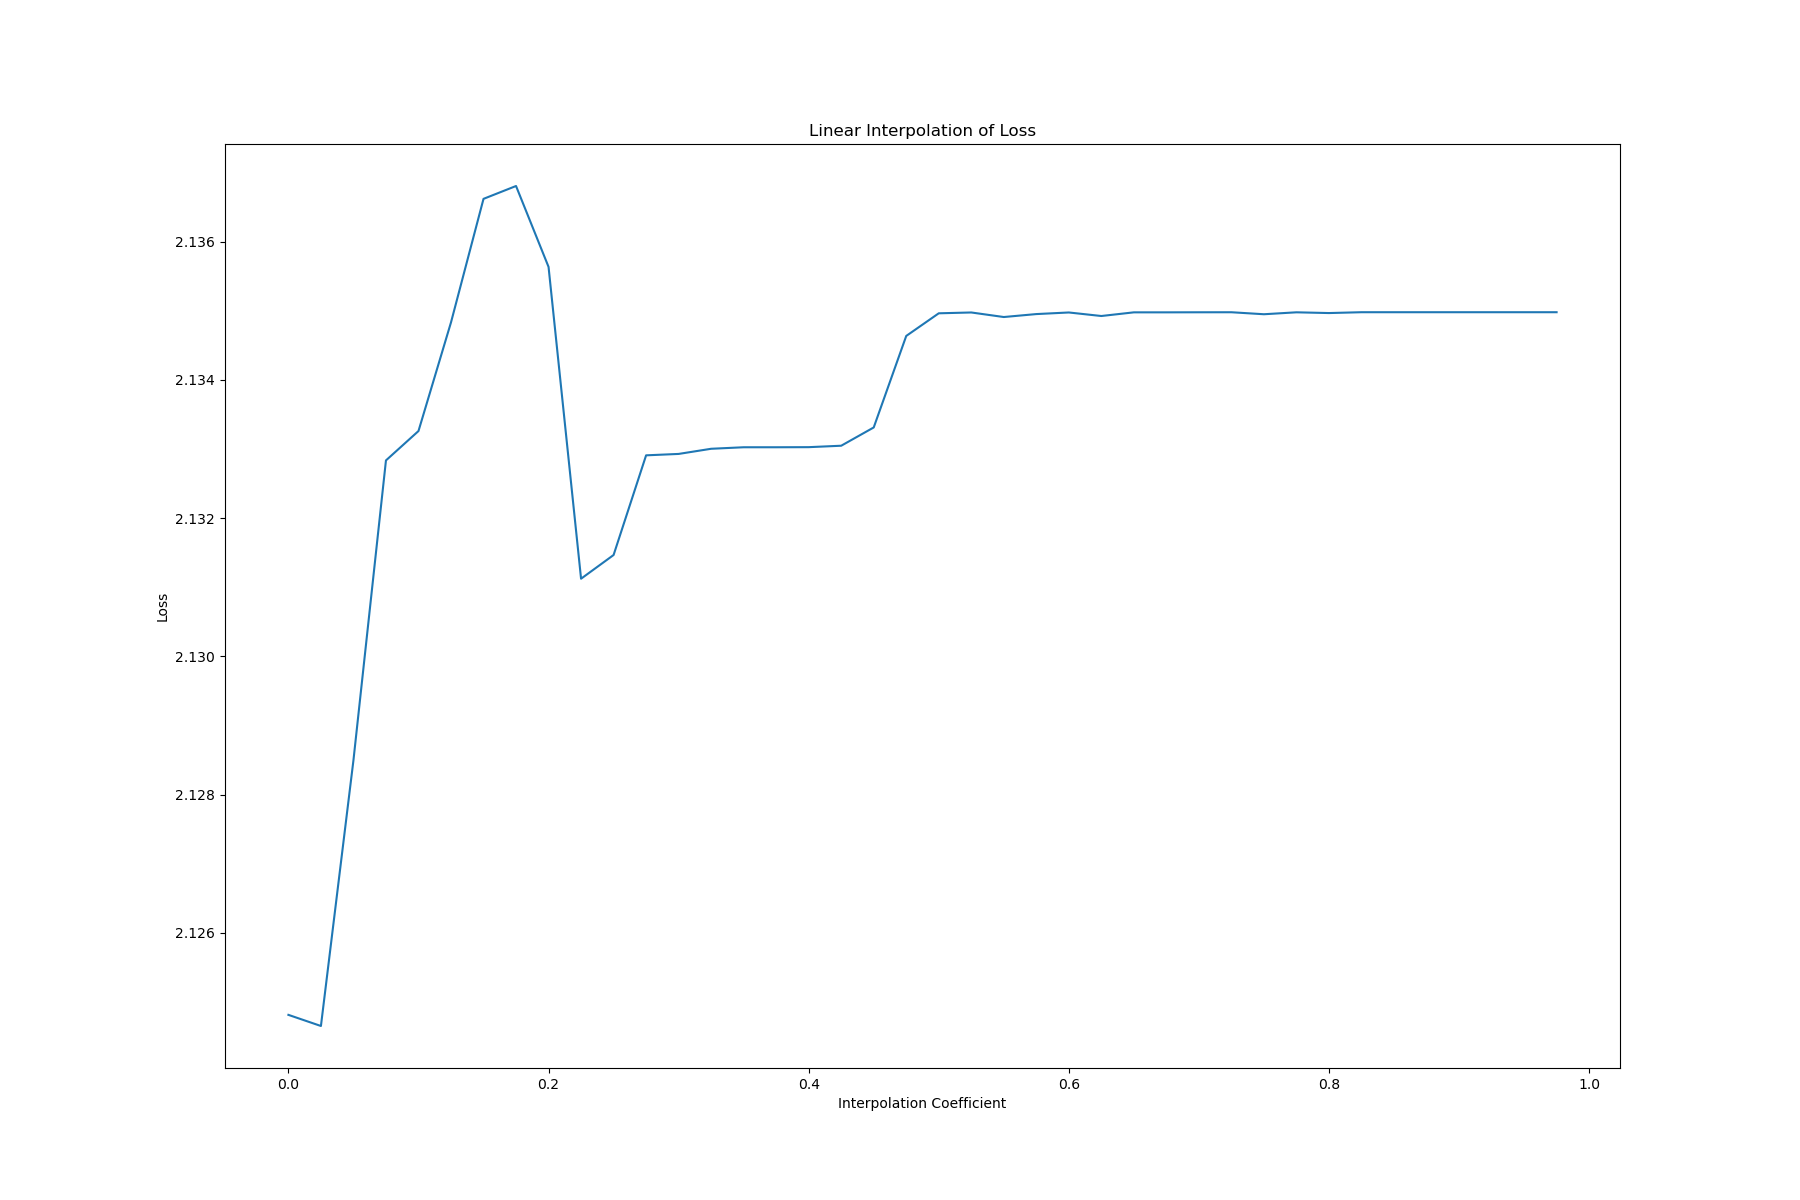 Linear Interpolation of Loss
2.136
2.134
2.132
2.130
2.128
2.126
Loss
0.0 0.2 0.4 0.6 0.8 1.0
Interpolation Coefficient